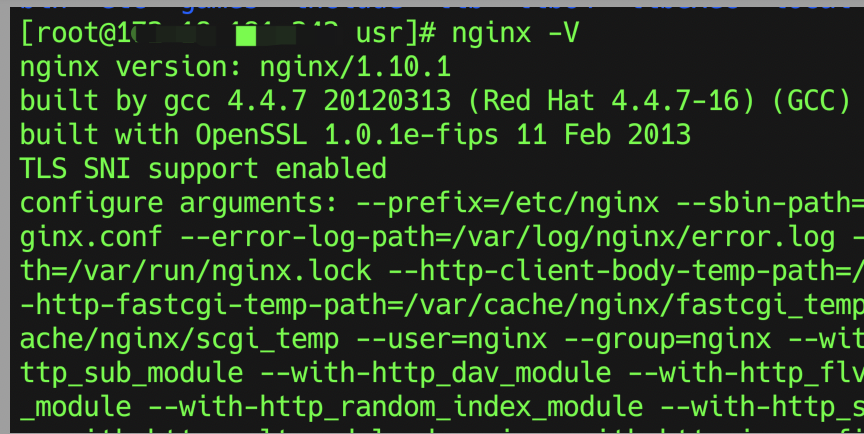 usr]# nginx -V
nginx version: nginx/1.10.1
built by gcc 4.4.7 20120313 (Red Hat 4.4.7-16) (GCC)
built with OpenSSL 1.0.1e-fips 11 Feb 2013
TLS SNI support enabled
configure arguments: --prefix=/etc/nginx --sbin-path=
ginx.conf --error-log-path=/var/log/nginx/error.log -
th=/var/run/nginx.lock --http-client-body-temp-path=/
-http-fastcgi-temp-path=/var/cache/nginx/fastcgi_temp
ache/nginx/scgi_temp --user=nginx --group=nginx --wit
ttp_sub_module --with-http_dav_module --with-http_flv
_module --with-http_random_index_module --with-http_s